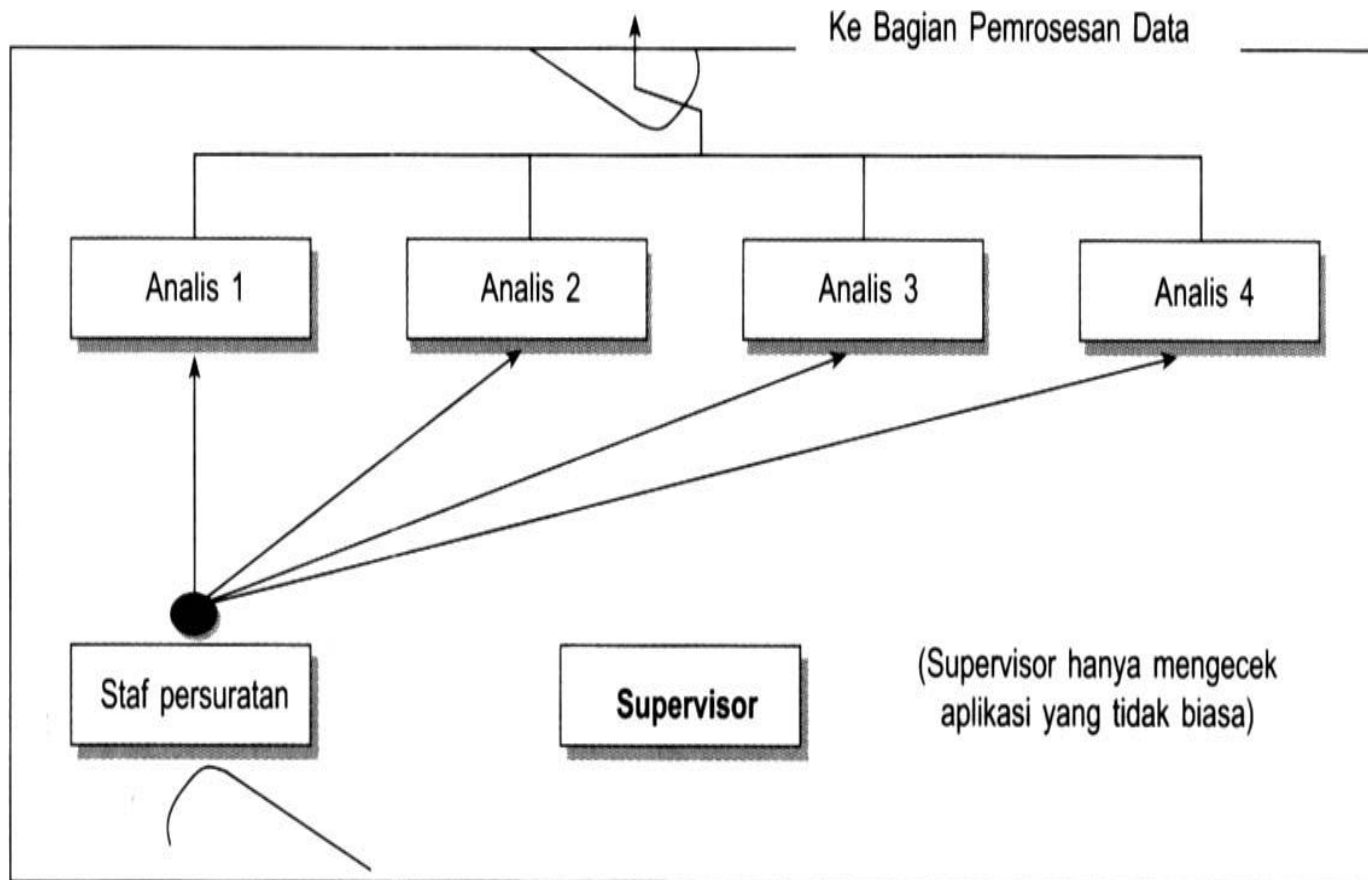 Ke Bagian Pemrosesan Data
Analis 1
Analis 2
Analis 3
Analis 4
Staf persuratan
Supervisor
(Supervisor hanya mengecek
aplikasi yang tidak biasa)